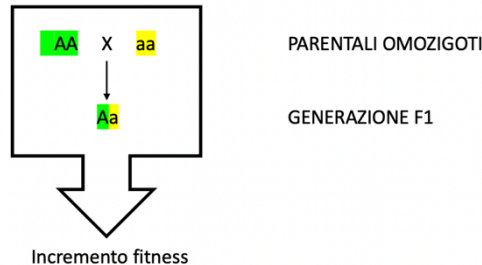 AA X aa PARENTALI OMOZIGOTI
Aa GENERAZIONE F1
Incremento fitness